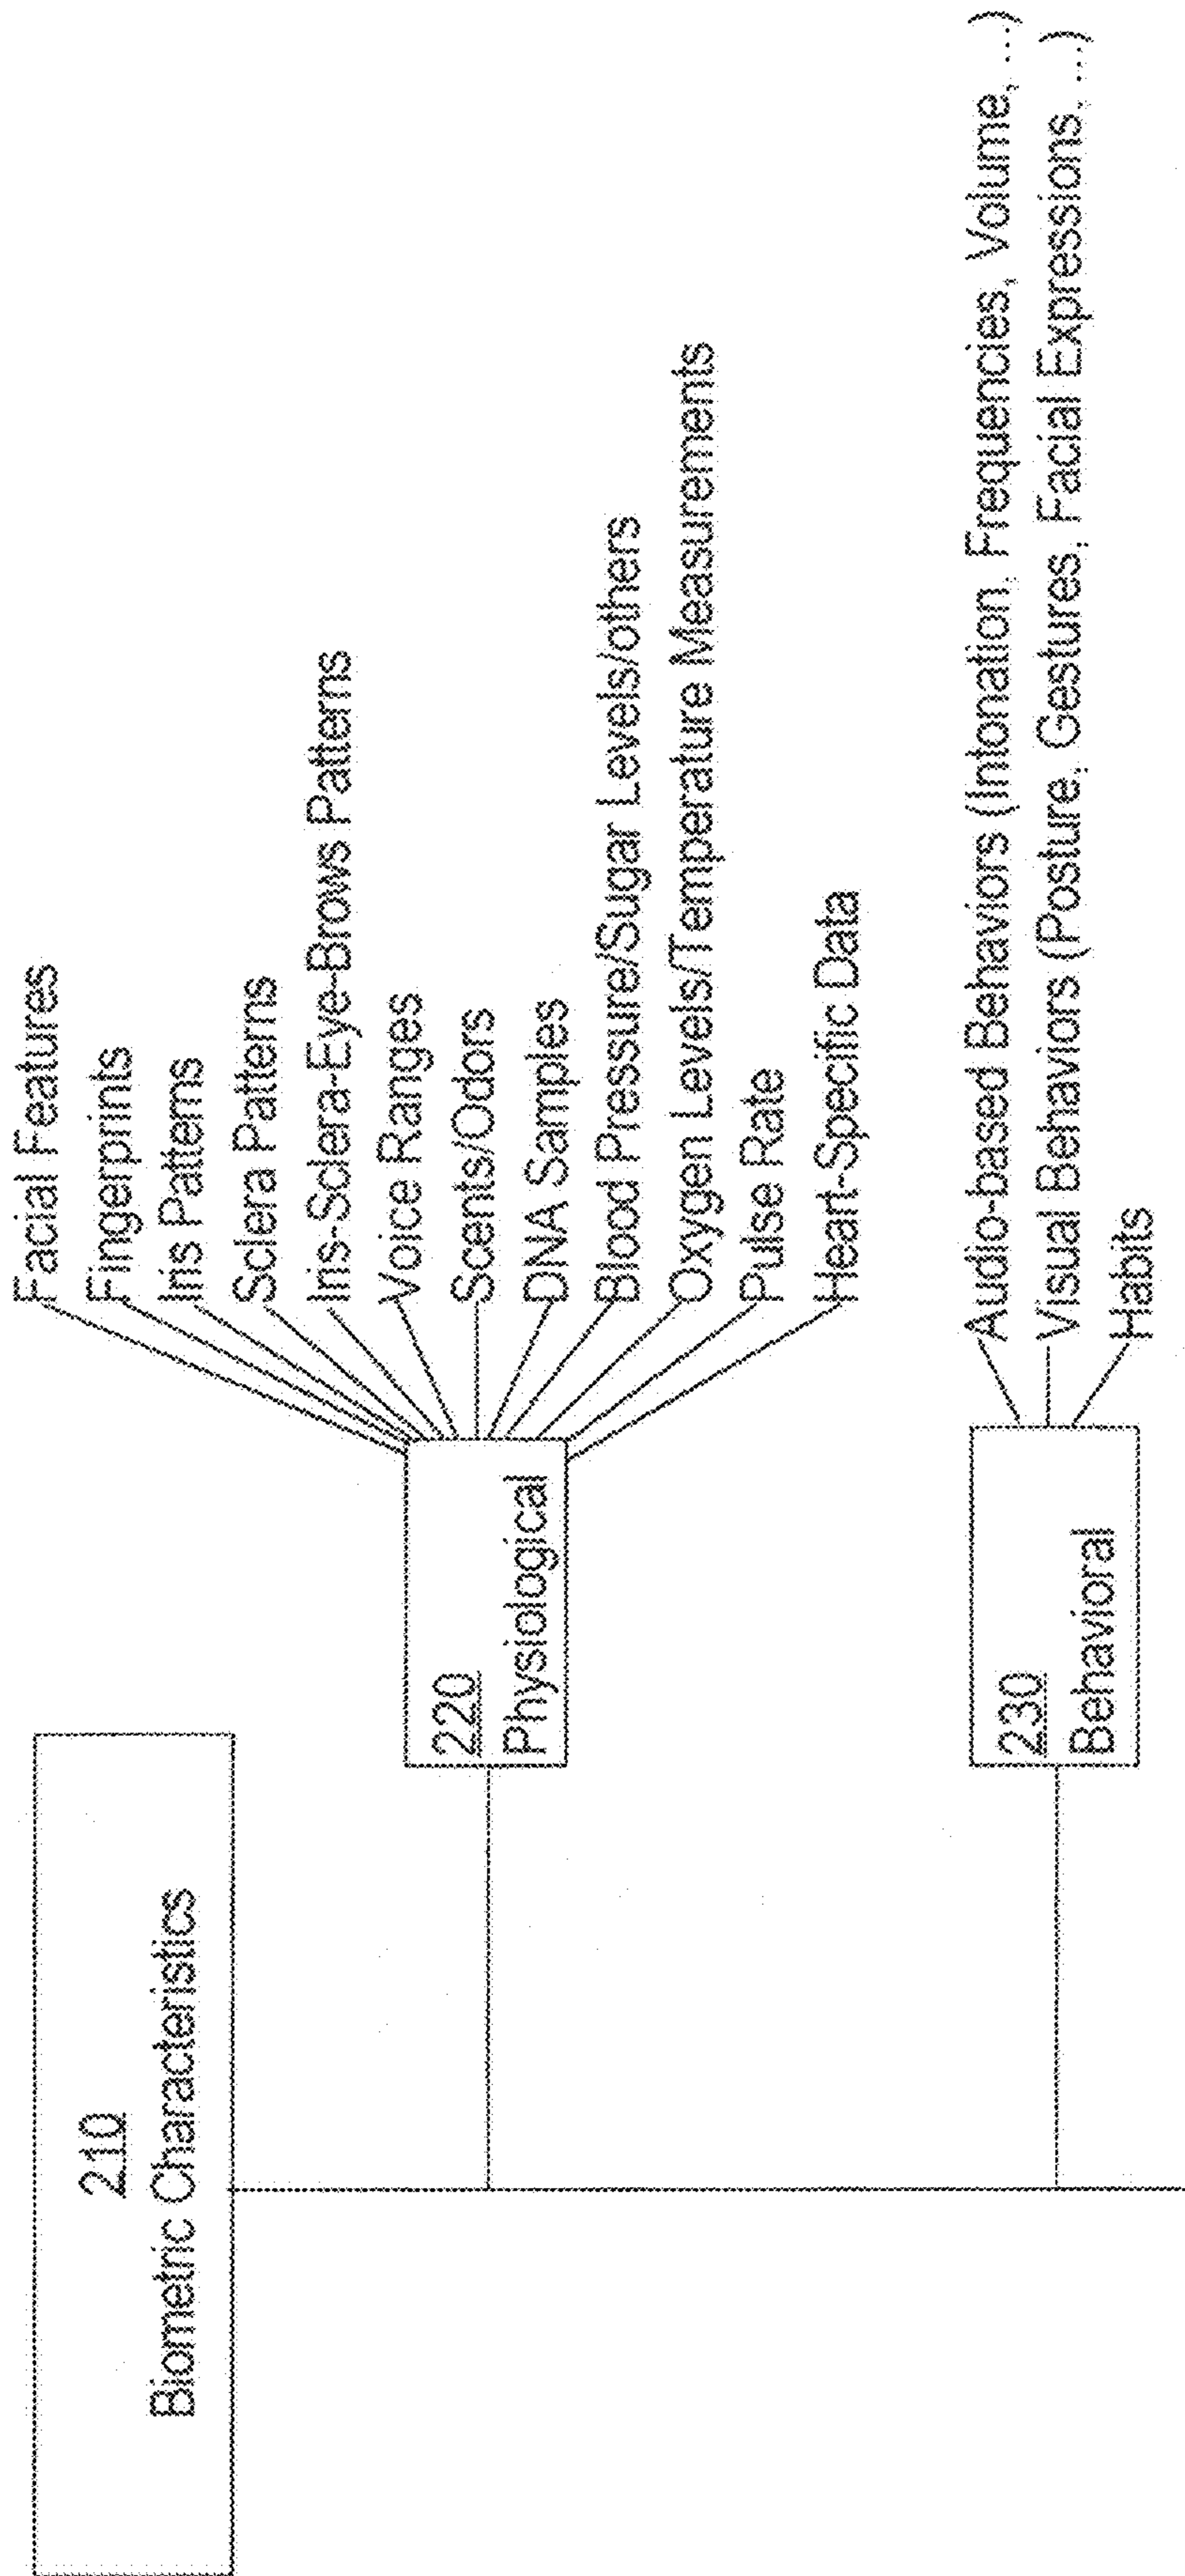 210
Biometric Characteristics
220
Physiological
Facial Features
Fingerprints
Iris Patterns
Sclera Patterns
Iris-Sclera-Eye-Brows Patterns
Voice Ranges
Scents/Odors
DNA Samples
Blood Pressure/Sugar Levels/others
Oxygen Levels/Temperature Measurements
Pulse Rate
Heart-Specific Data
230
Behavioral
Audio-based Behaviors (Intonation, Frequencies, Volume, ...)
Visual Behaviors (Posture, Gestures, Facial Expressions, ...)
Habits